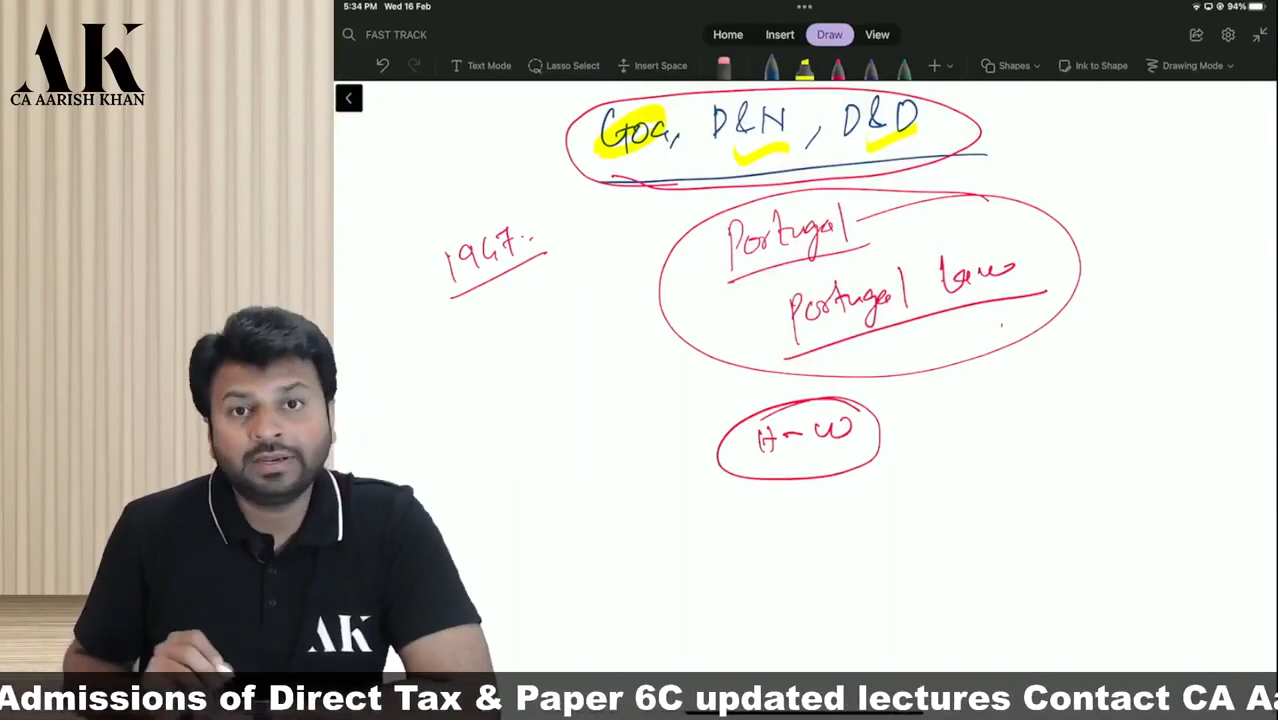 5:34 PM Wed 16 Feb
94%
AK
CA AARISH KHAN
FAST TRACK
Home Insert Draw View
Text Mode Lasso Select Insert Space Shapes Ink to Shape Drawing Mode
Goa, D&N, D&D
Portugal
1947..
Portugal laws
H - W
AK
Admissions of Direct Tax & Paper 6C updated lectures Contact CA Aa